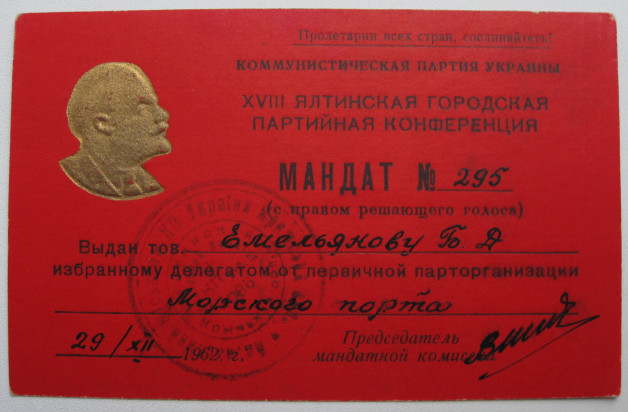 Пролетарии всех стран, соединяйтесь!
КОММУНИСТИЧЕСКАЯ ПАРТИЯ УКРАИНЫ
XVIII ЯЛТИНСКАЯ ГОРОДСКАЯ
ПАРТИЙНАЯ КОНФЕРЕНЦИЯ
МАНДАТ № 295
(с правом решающего голоса)
Выдан тов. Емельянову Б. Д
избранному делегатом от первичной парторганизации
Морского порта
29/XII 1962 г.
Председатель
мандатной комиссии